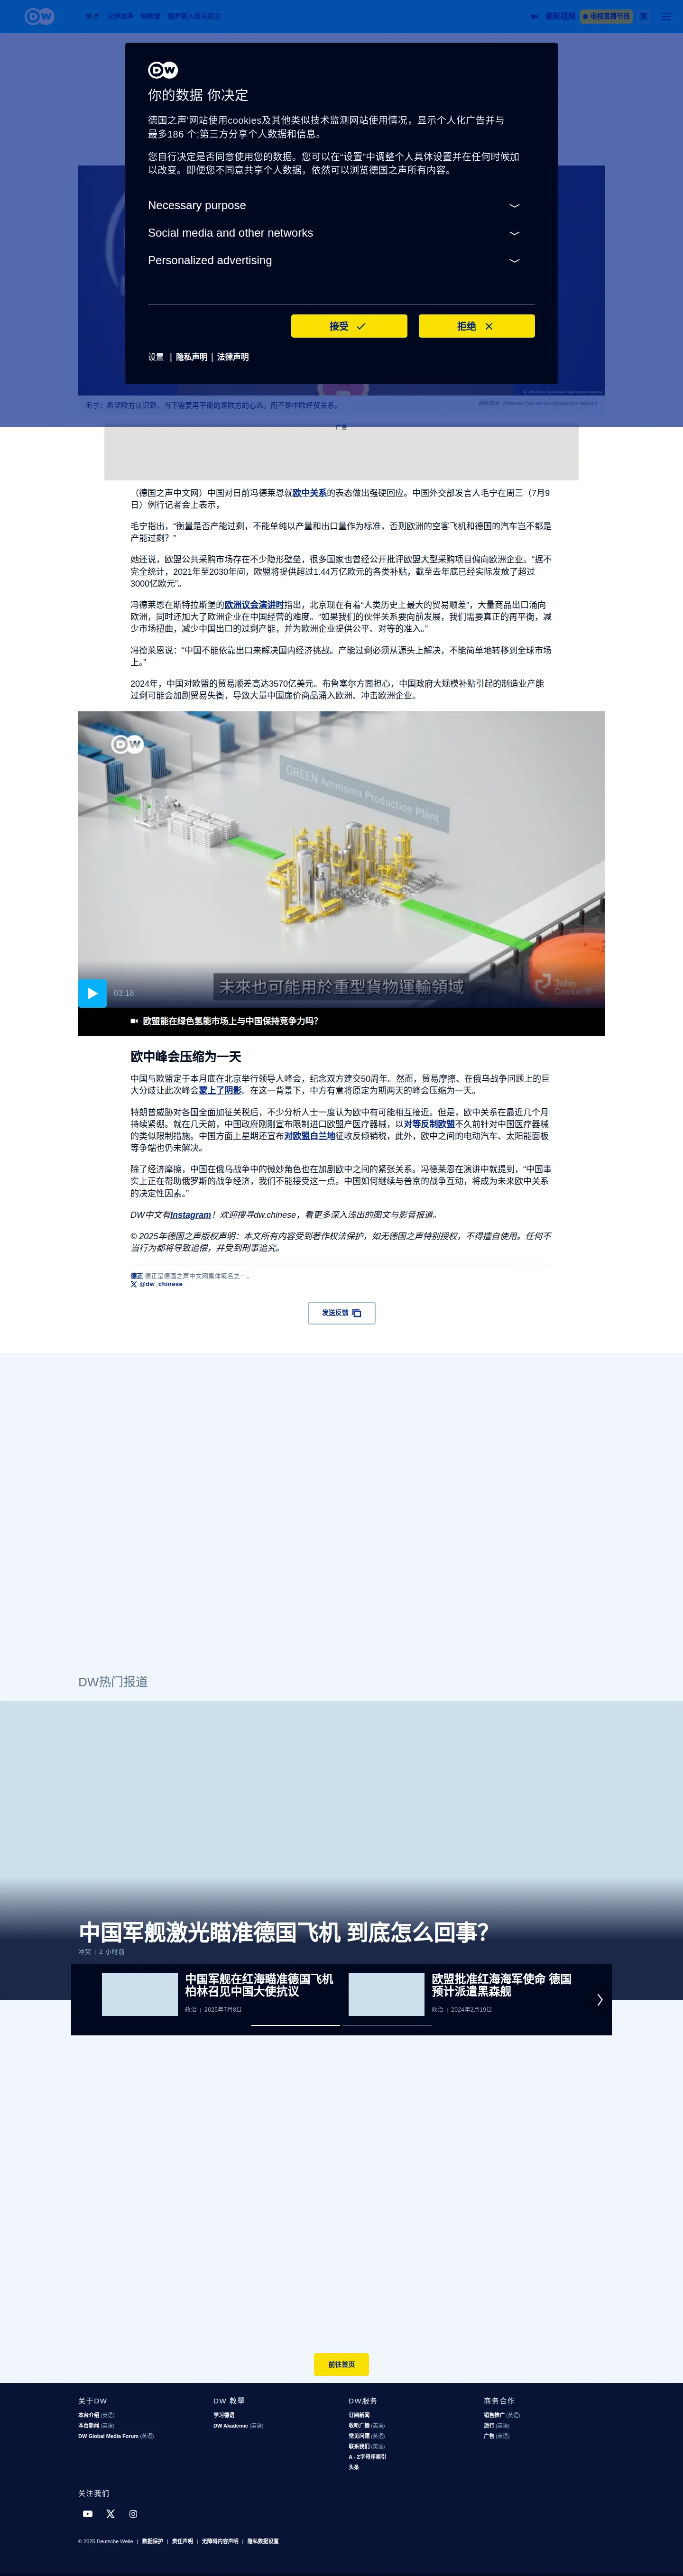 DW
焦点 以伊战争 特朗普 俄罗斯入侵乌克兰
最新视频
电视直播节目
繁
DW
你的数据 你决定
德国之声'网站使用cookies及其他类似技术监测网站使用情况，显示个人化广告并与
最多186 个;第三方分享个人数据和信息。
您自行决定是否同意使用您的数据。您可以在“设置”中调整个人具体设置并在任何时候加
以改变。即便您不同意共享个人数据，依然可以浏览德国之声所有内容。
Necessary purpose
Social media and other networks
Personalized advertising
接受
拒绝
设置 | 隐私声明 | 法律声明
毛宁：希望欧方认识到，当下需要再平衡的是欧方的心态，而不是中欧经贸关系。
广告
（德国之声中文网）中国对日前冯德莱恩就欧中关系的表态做出强硬回应。中国外交部发言人毛宁在周三（7月9
日）例行记者会上表示，
毛宁指出，“衡量是否产能过剩，不能单纯以产量和出口量作为标准，否则欧洲的空客飞机和德国的汽车岂不都是
产能过剩？”
她还说，欧盟公共采购市场存在不少隐形壁垒，很多国家也曾经公开批评欧盟大型采购项目偏向欧洲企业。“据不
完全统计，2021年至2030年间，欧盟将提供超过1.44万亿欧元的各类补贴，截至去年底已经实际发放了超过
3000亿欧元”。
冯德莱恩在斯特拉斯堡的欧洲议会演讲时指出，北京现在有着“人类历史上最大的贸易顺差”，大量商品出口涌向
欧洲，同时还加大了欧洲企业在中国经营的难度。“如果我们的伙伴关系要向前发展，我们需要真正的再平衡，减
少市场扭曲，减少中国出口的过剩产能，并为欧洲企业提供公平、对等的准入。”
冯德莱恩说：“中国不能依靠出口来解决国内经济挑战。产能过剩必须从源头上解决，不能简单地转移到全球市场
上。”
2024年，中国对欧盟的贸易顺差高达3570亿美元。布鲁塞尔方面担心，中国政府大规模补贴引起的制造业产能
过剩可能会加剧贸易失衡，导致大量中国廉价商品涌入欧洲、冲击欧洲企业。
DW
GREEN Ammonia Production Plant
未來也可能用於重型貨物運輸領域
John
Cockerill
03:18
欧盟能在绿色氢能市场上与中国保持竞争力吗？
欧中峰会压缩为一天
中国与欧盟定于本月底在北京举行领导人峰会，纪念双方建交50周年。然而，贸易摩擦、在俄乌战争问题上的巨
大分歧让此次峰会蒙上了阴影。在这一背景下，中方有意将原定为期两天的峰会压缩为一天。
特朗普威胁对各国全面加征关税后，不少分析人士一度认为欧中有可能相互接近。但是，欧中关系在最近几个月
持续紧绷。就在几天前，中国政府刚刚宣布限制进口欧盟产医疗器械，以对等反制欧盟不久前针对中国医疗器械
的类似限制措施。中国方面上星期还宣布对欧盟白兰地征收反倾销税，此外，欧中之间的电动汽车、太阳能面板
等争端也仍未解决。
除了经济摩擦，中国在俄乌战争中的微妙角色也在加剧欧中之间的紧张关系。冯德莱恩在演讲中就提到，“中国事
实上正在帮助俄罗斯的战争经济，我们不能接受这一点。中国如何继续与普京的战争互动，将成为未来欧中关系
的决定性因素。”
DW中文有Instagram！欢迎搜寻dw.chinese，看更多深入浅出的图文与影音报道。
© 2025年德国之声版权声明：本文所有内容受到著作权法保护，如无德国之声特别授权，不得擅自使用。任何不
当行为都将导致追偿，并受到刑事追究。
德正 德正是德国之声中文网集体笔名之一。
@dw_chinese
发送反馈
DW热门报道
中国军舰激光瞄准德国飞机 到底怎么回事？
冲突 | 2 小时前
中国军舰在红海瞄准德国飞机
柏林召见中国大使抗议
政治 | 2025年7月8日
欧盟批准红海海军使命 德国
预计派遣黑森舰
政治 | 2024年2月19日
前往首页
关于DW
本台介绍 (英语)
本台新闻 (英语)
DW Global Media Forum (英语)
DW 教學
学习德语
DW Akademie (英语)
DW服务
订阅新闻
收听广播 (英语)
常见问题 (英语)
联系我们 (英语)
A - Z字母序索引
头条
商务合作
销售推广 (英语)
旅行 (英语)
广告 (英语)
关注我们
© 2025 Deutsche Welle | 数据保护 | 责任声明 | 无障碍内容声明 | 隐私数据设置